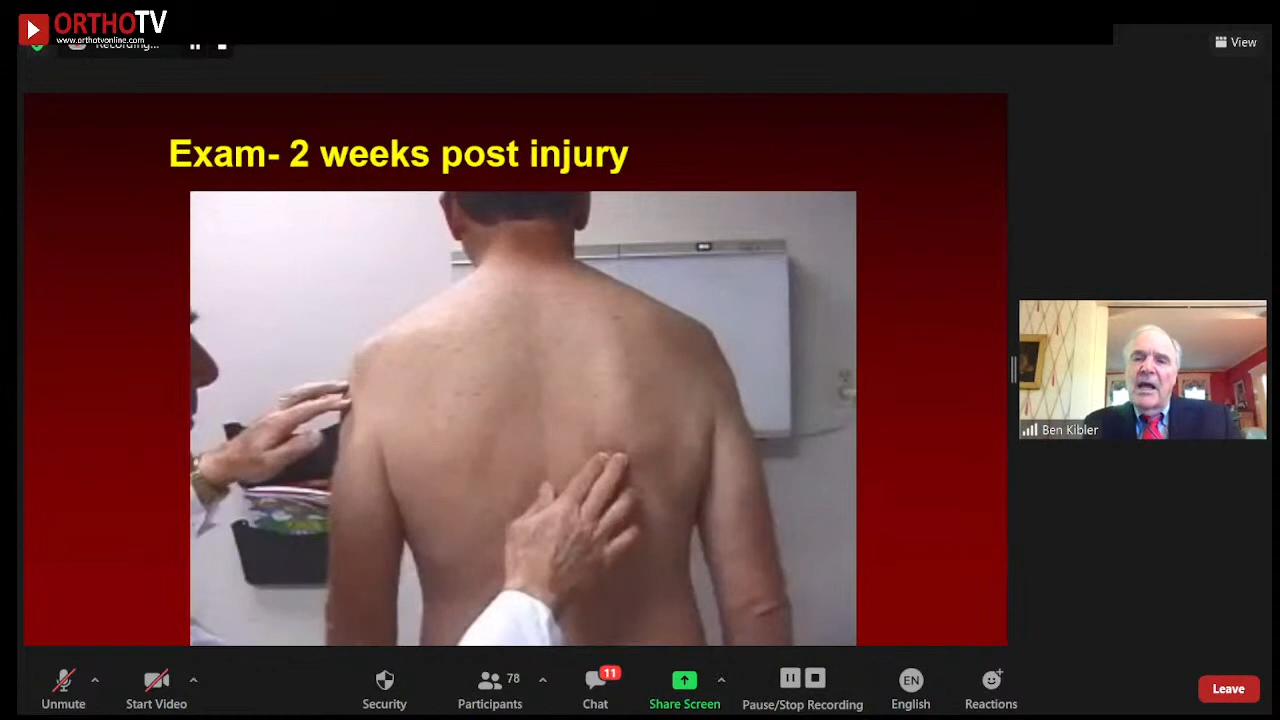 ORTHOTV
www.orthotvonline.com
Recording...
View
Exam- 2 weeks post injury
Ben Kibler
Unmute
Start Video
Security
78
Participants
11
Chat
Share Screen
Pause/Stop Recording
EN
English
Reactions
Leave